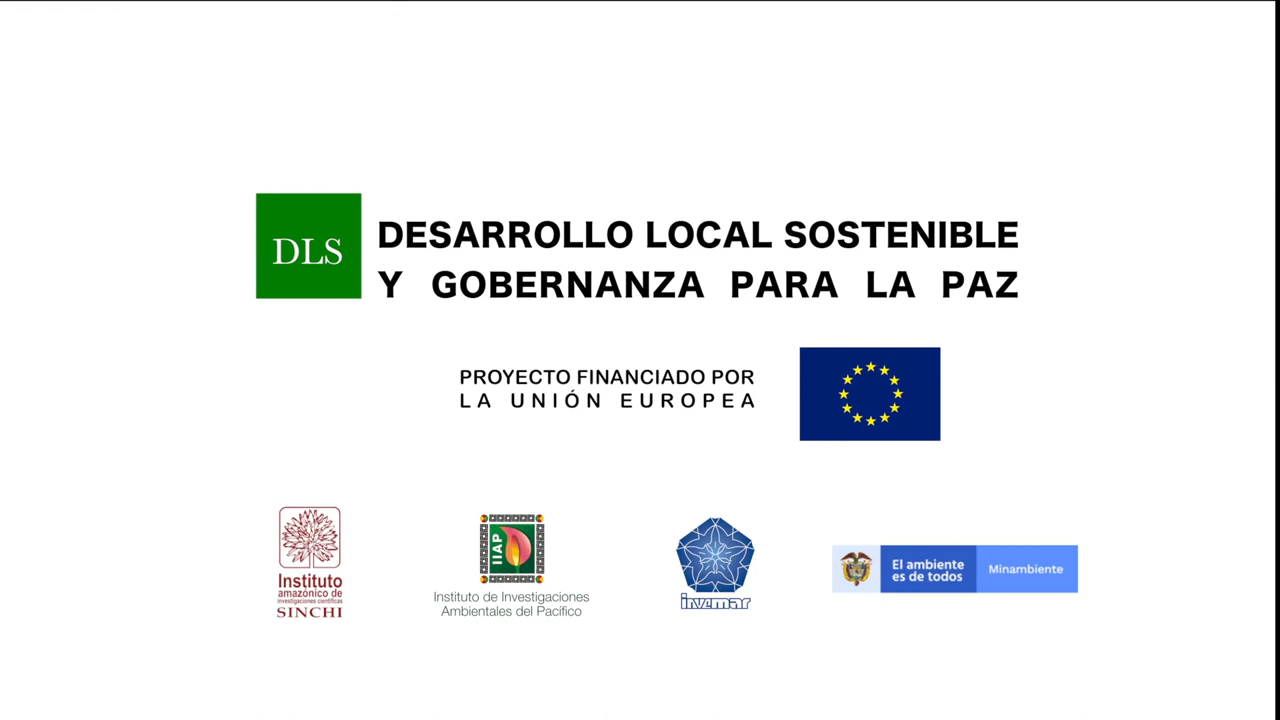 DLS
DESARROLLO LOCAL SOSTENIBLE
Y GOBERNANZA PARA LA PAZ
PROYECTO FINANCIADO POR
LA UNIÓN EUROPEA
Instituto
amazónico de
investigaciones científicas
SINCHI
IIAP
Instituto de Investigaciones
Ambientales del Pacífico
invemar
El ambiente
es de todos
Minambiente